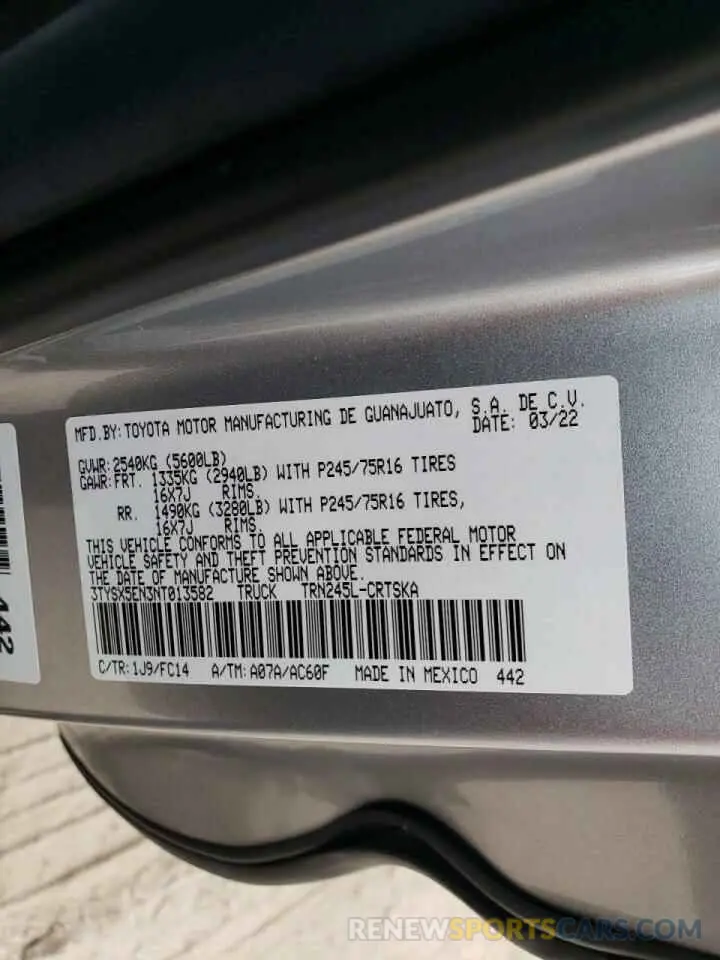 MFD.BY:TOYOTA MOTOR MANUFACTURING DE GUANAJUATO, S.A. DE C.V.
DATE: 03/22
GVWR:2540KG (5600LB)
GAWR:FRT. 1335KG (2940LB) WITH P245/75R16 TIRES
16X7J RIMS.
RR. 1490KG (3280LB) WITH P245/75R16 TIRES,
16X7J RIMS.
THIS VEHICLE CONFORMS TO ALL APPLICABLE FEDERAL MOTOR
VEHICLE SAFETY AND THEFT PREVENTION STANDARDS IN EFFECT ON
THE DATE OF MANUFACTURE SHOWN ABOVE.
3TYSX5EN3NT013582 TRUCK TRN245L-CRTSKA
C/TR:1J9/FC14 A/TM:A07A/AC60F MADE IN MEXICO 442
442
RENEWSPORTSCARS.COM